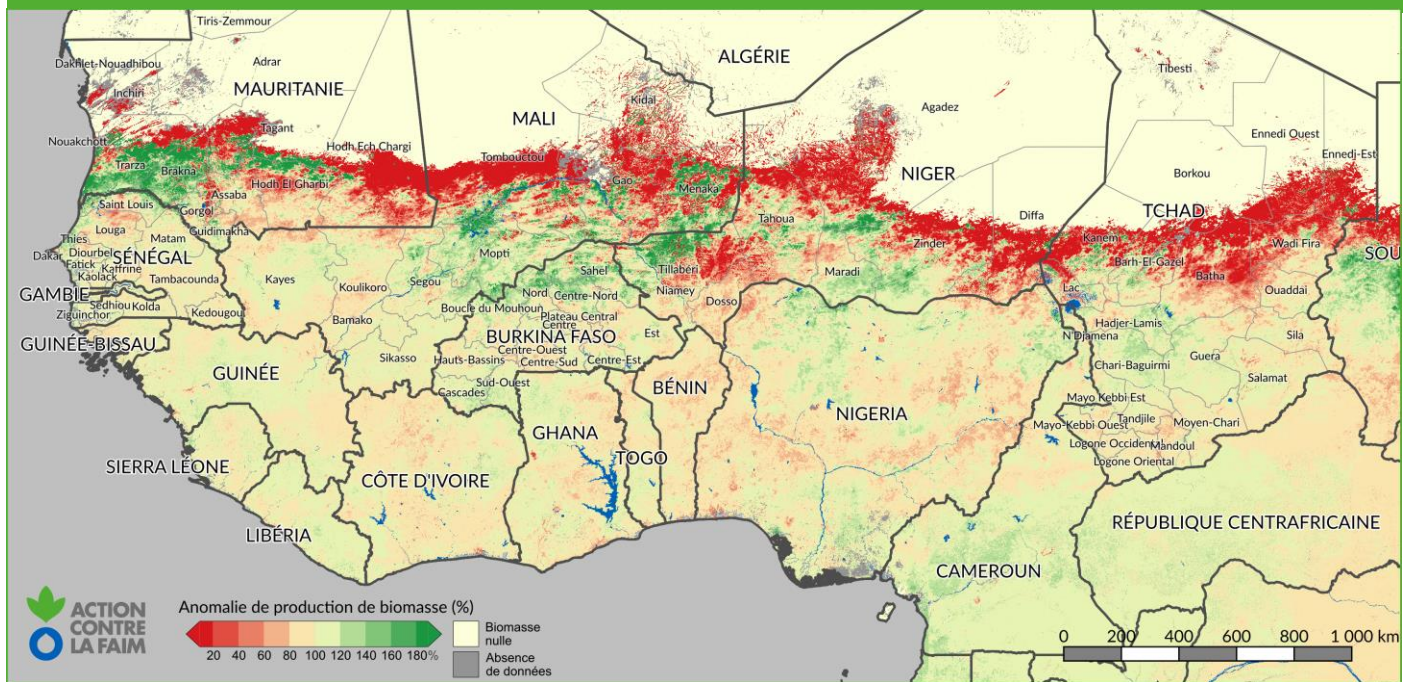 Tiris-Zemmour
Dakhlet-Nouadhibou
Adrar
Inchiri
MAURITANIE
ALGÉRIE
Tibesti
Kidal
Agadez
MALI
Nouakchott
Tagant
Hodh Ech Chargi
Tombouctou
Ennedi Ouest
Ennedj-Est
Trarza
Brakna
Assaba
Hodh El Gharbi
Gao
Menaka
NIGER
Borkou
Saint Louis
Gorgol
Guidimakha
Tahoua
Diffa
TCHAD
Louga
Matam
Zinder
Kanem
Wadi Fira
Thies
Diourbel
Dakar
Fatick
SÉNÉGAL
Kaffrine
Kaolack
Tambacounda
Mopti
Tillabéri
Maradi
Barh-El-Gazel
Batha
SOU
Kayes
Koulikoro
Segou
Sahel
Niamey
Dosso
Lac
Ouaddai
GAMBIE
Sedhiou
Kolda
Ziguinchor
Kedougou
Bamako
Boucle du Mouhoun
Nord
Centre-Nord
Plateau Central
Centre
Est
Hadjer-Lamis
N'Djamena
Sila
GUINÉE-BISSAU
Sikasso
BURKINA FASO
Hauts-Bassins
Centre-Ouest
Centre-Sud
Centre-Est
Chari-Baguirmi
Guera
Salamat
GUINÉE
Sud-Ouest
Cascades
BÉNIN
NIGERIA
Mayo Kebbi Est
Mayo-Kebbi Ouest
Tandjile
Moyen-Chari
Logone Occidental
Mandoul
Logone Oriental
GHANA
TOGO
SIERRA LEONE
CÔTE D'IVOIRE
LIBÉRIA
RÉPUBLIQUE CENTRAFRICAINE
CAMEROUN
ACTION
CONTRE
LA FAIM
Anomalie de production de biomasse (%)
20 40 60 80 100 120 140 160 180%
Biomasse
nulle
Absence
de données
0 200 400 600 800 1 000 km